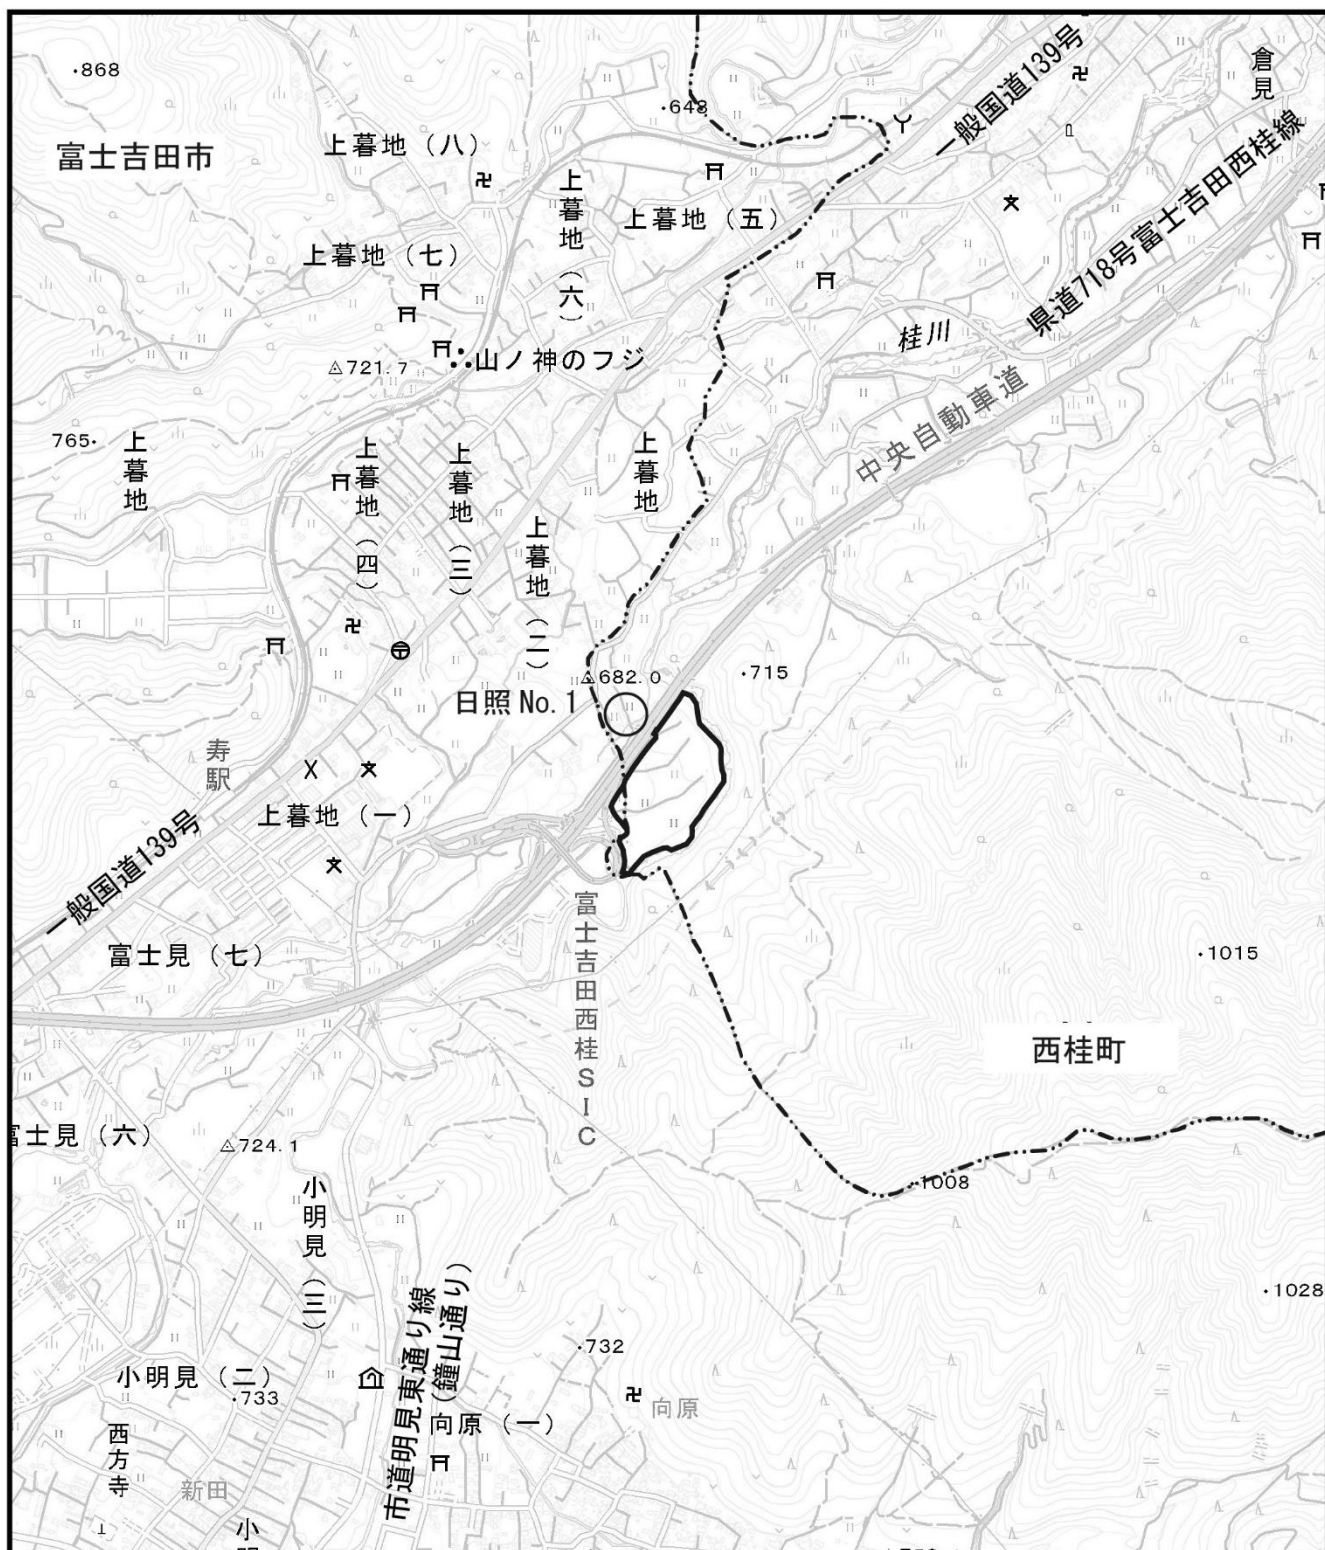 868
富士吉田市
上暮地(八)
上暮地(七)
上暮地(六)
上暮地(五)
643
一般国道139号
倉見
県道718号富士吉田西桂線
桂川
中央自動車道
721.7
山ノ神のフジ
765
上暮地
上暮地(四)
上暮地(三)
上暮地(二)
上暮地
682.0
715
日照 No.1
寿駅
上暮地(一)
一般国道139号
富士見(七)
富士吉田西桂SIC
1015
西桂町
富士見(六)
724.1
1008
小明見(三)
1028
市道明見東通り線
(鐘山通り)
732
小明見(二)
733
向原
向原(一)
西方寺
新田